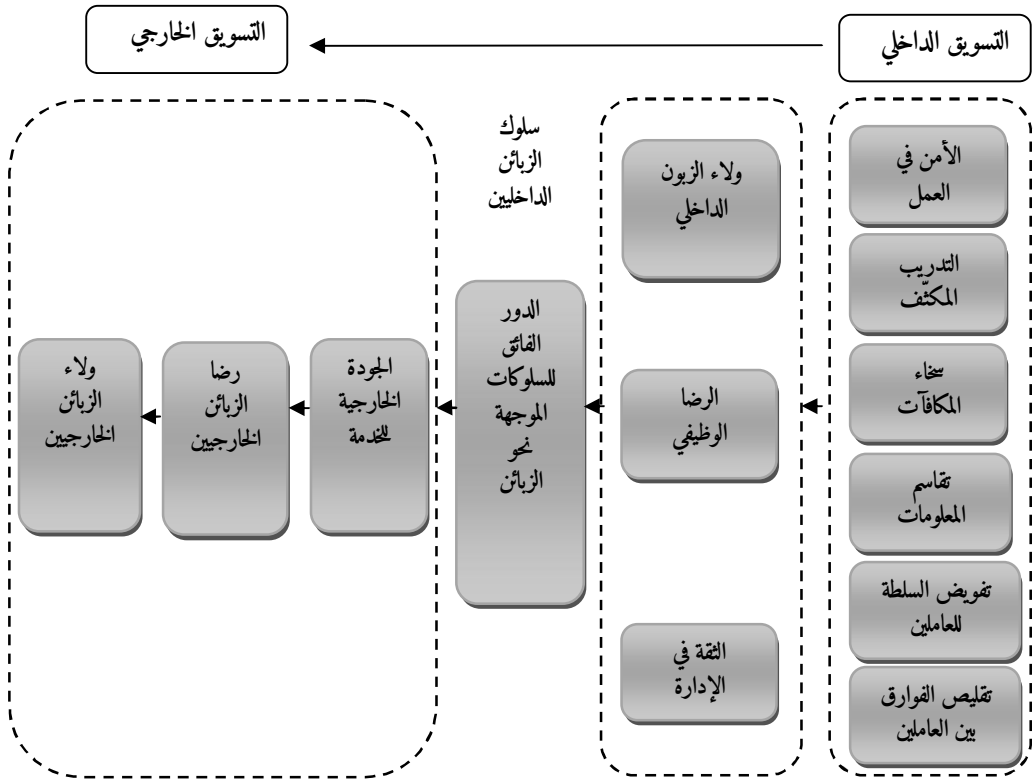 التسويق الداخلي
التسويق الخارجي
الأمن في
العمل
التدريب
المكثّف
سخاء
المكافآت
تقاسم
المعلومات
تفويض السلطة
للعاملين
تقليص الفوارق
بين العاملين
ولاء الزبون
الداخلي
الرضا
الوظيفي
الثقة في
الإدارة
سلوك
الزبائن
الداخليين
الدور
الفائق
للسلوكات
الموجهة
نحو
الزبائن
الجودة
الخارجية
للخدمة
رضا
الزبائن
الخارجيين
ولاء
الزبائن
الخارجيين